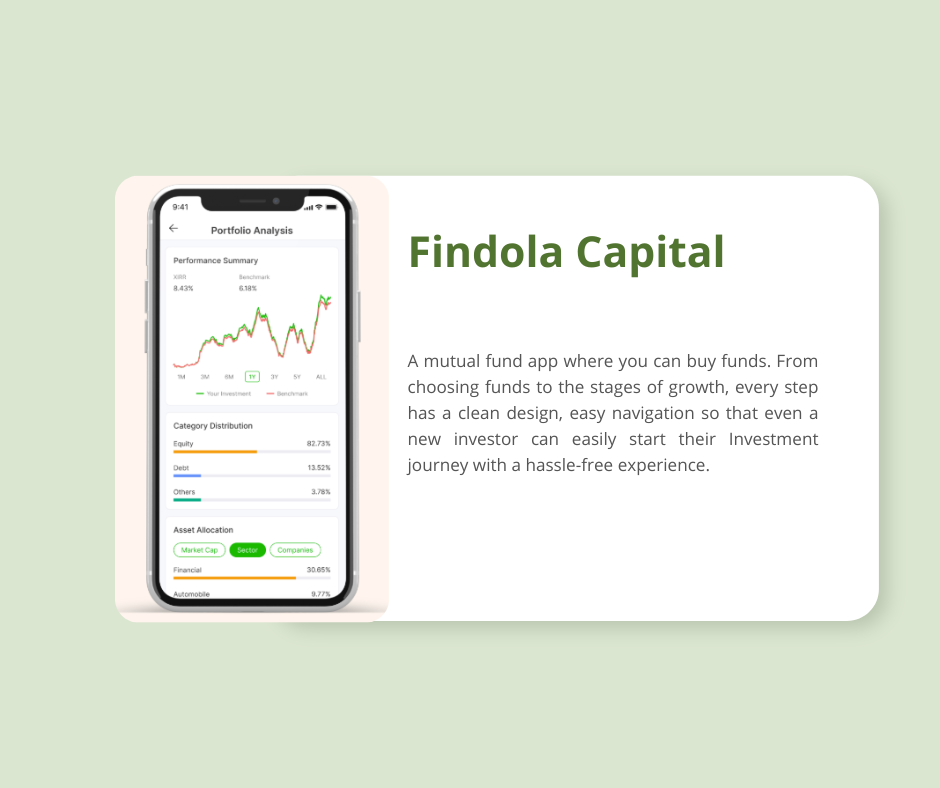 9:41
Portfolio Analysis
Performance Summary
XIRR Benchmark
8.43% 6.18%
1M 3M 6M 1Y 3Y 5Y ALL
Your Investment Benchmark
Category Distribution
Equity 82.73%
Debt 13.52%
Others 3.78%
Asset Allocation
Market Cap Sector Companies
Financial 30.65%
Automobile 9.77%
Findola Capital
A mutual fund app where you can buy funds. From
choosing funds to the stages of growth, every step
has a clean design, easy navigation so that even a
new investor can easily start their Investment
journey with a hassle-free experience.